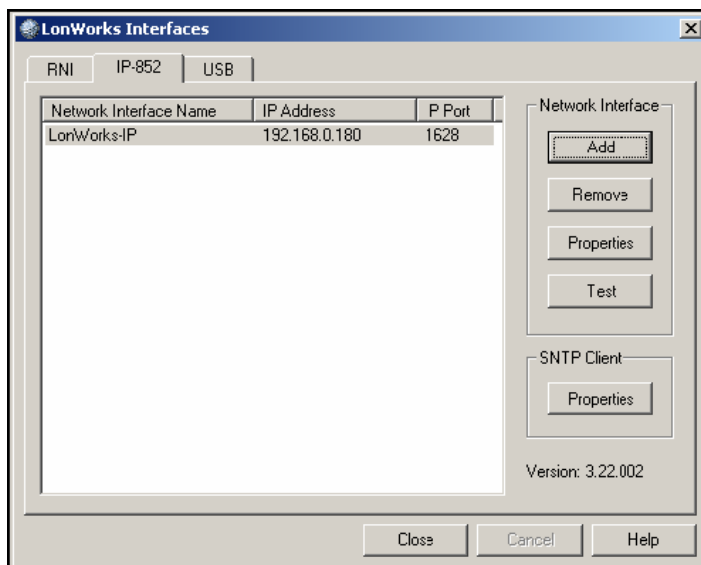 LonWorks Interfaces
RNI IP-852 USB
Network Interface Name IP Address P Port
LonWorks-IP 192.168.0.180 1628
Network Interface
Add
Remove
Properties
Test
SNTP Client
Properties
Version: 3.22.002
Close Cancel Help